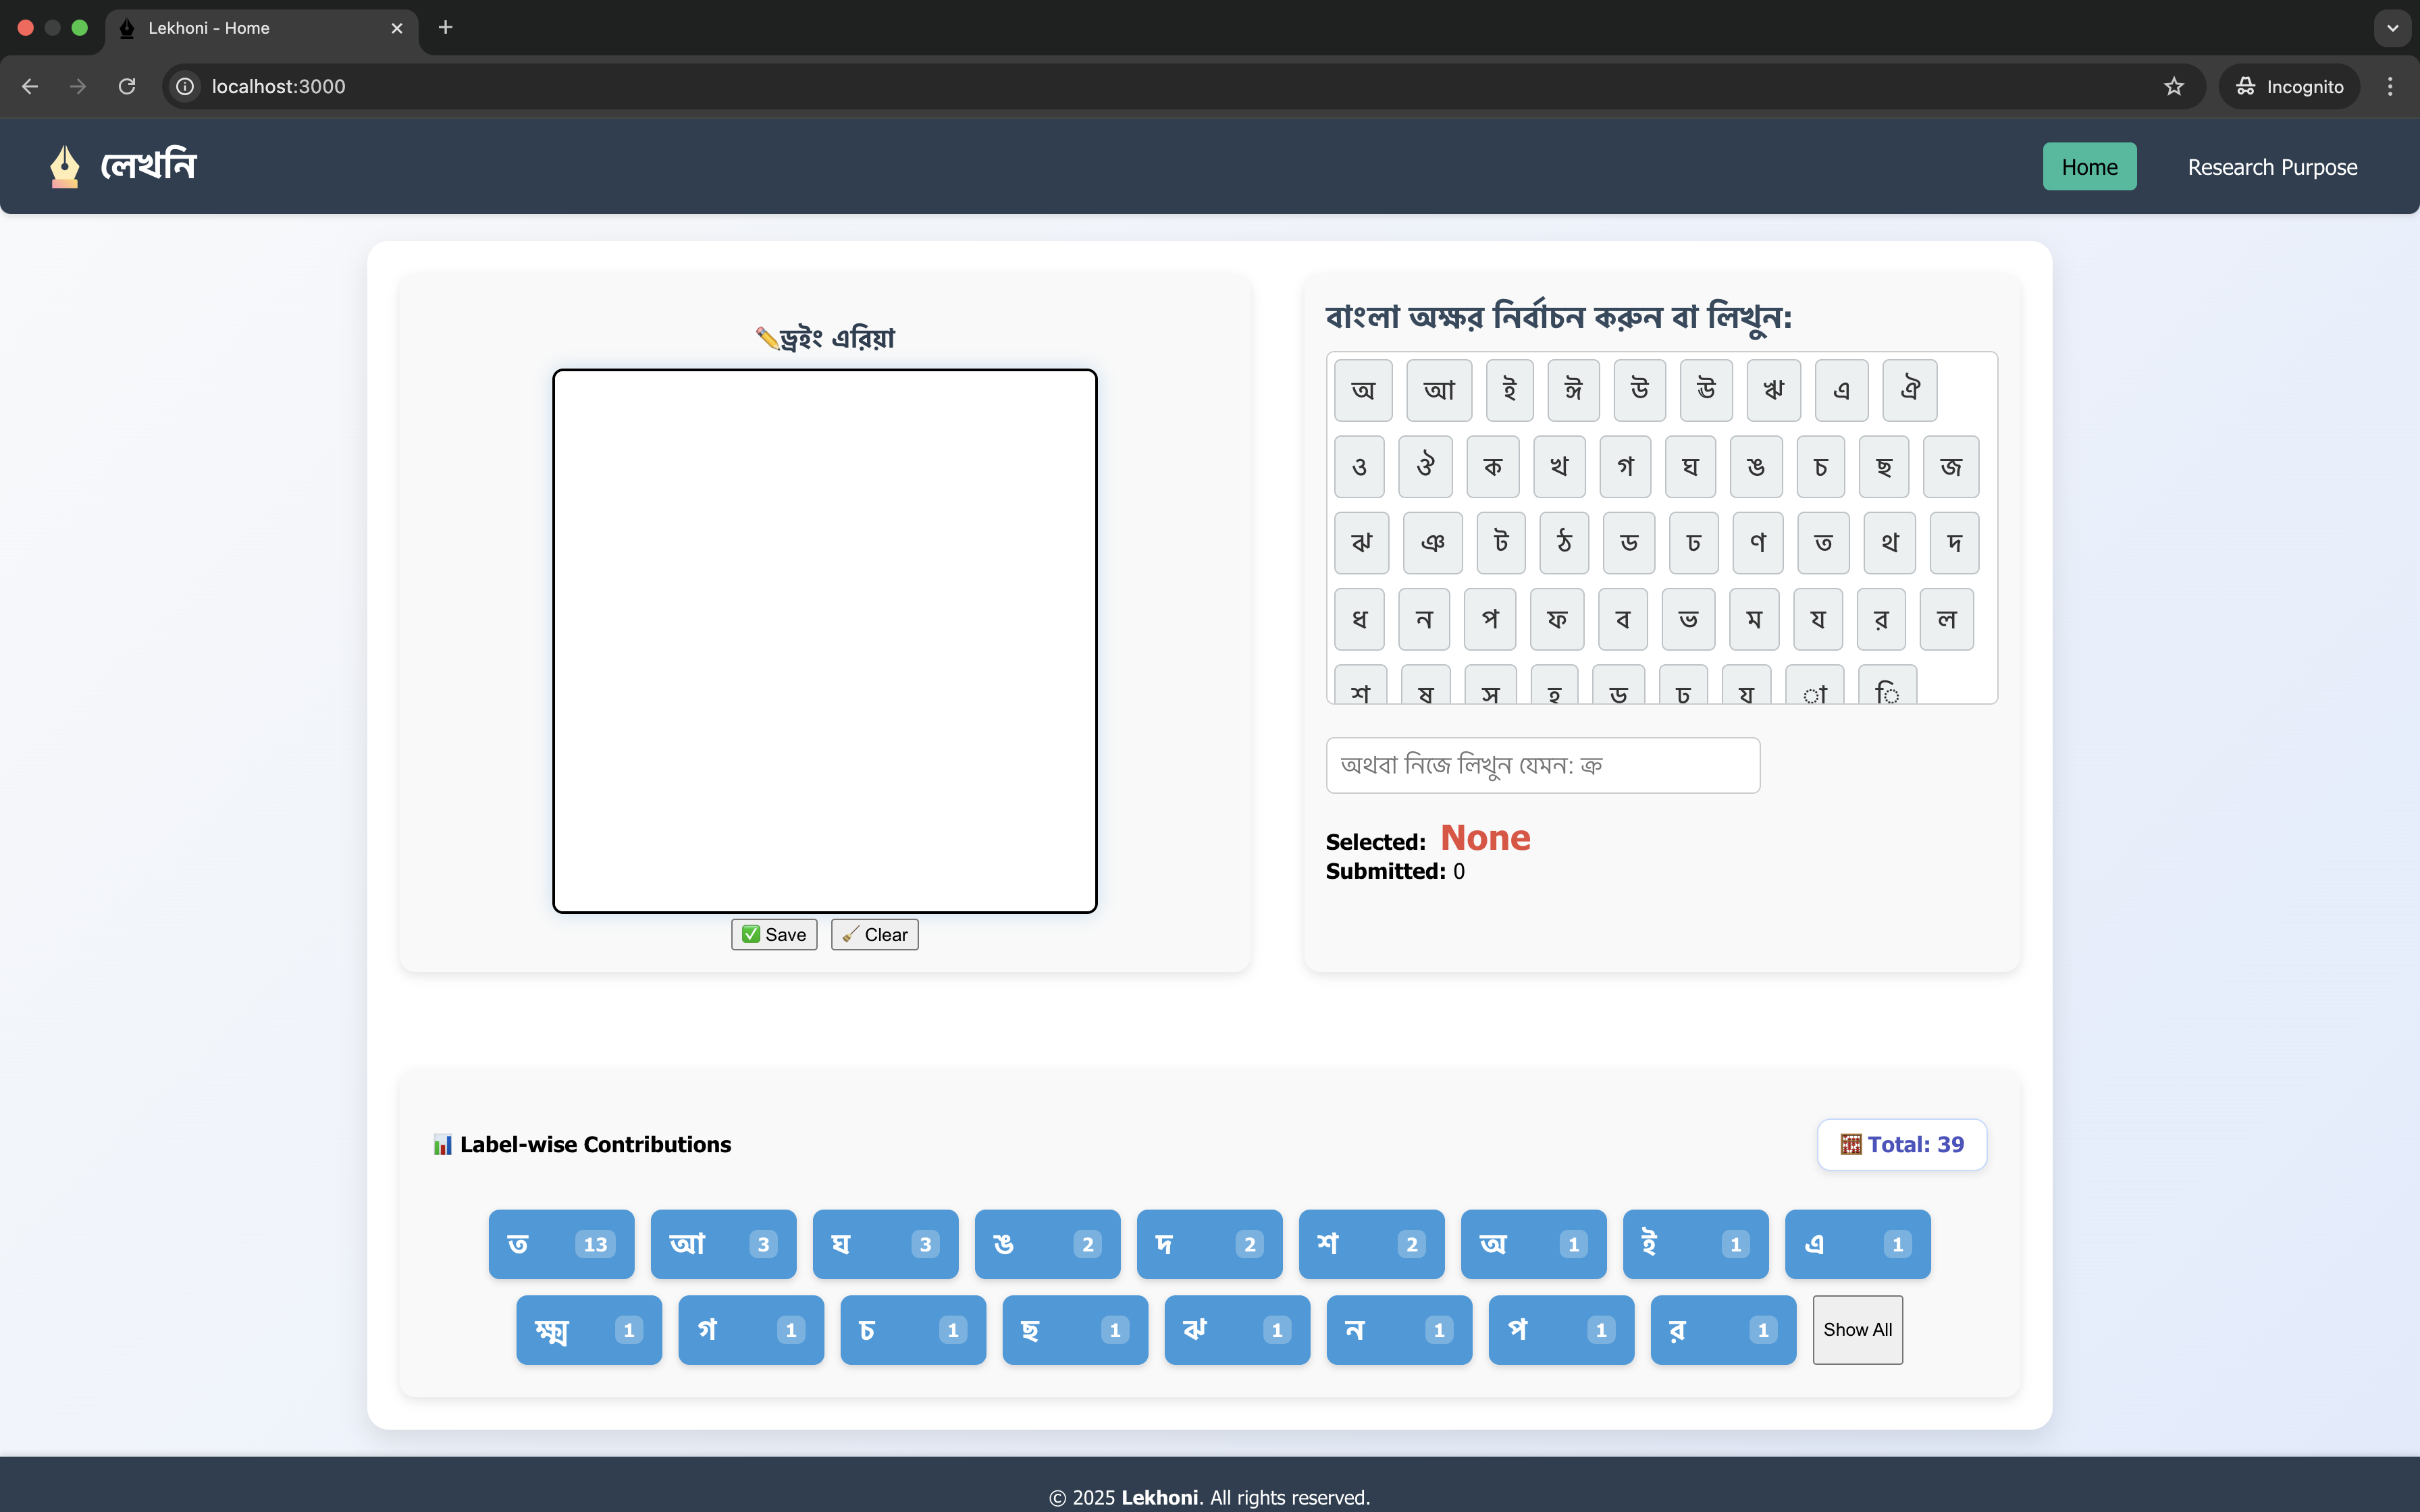 Lekhoni - Home
localhost:3000
Incognito
লেখনি
Home
Research Purpose
✏️ড্রইং এরিয়া
✅ Save
🧹 Clear
বাংলা অক্ষর নির্বাচন করুন বা লিখুন:
অ আ ই ঈ উ ঊ ঋ এ ঐ
ও ঔ ক খ গ ঘ ঙ চ ছ জ
ঝ ঞ ট ঠ ড ঢ ণ ত থ দ
ধ ন প ফ ব ভ ম য র ল
শ ষ স হ া ি
অথবা নিজে লিখুন যেমন: ক্র
Selected: None
Submitted: 0
📊 Label-wise Contributions
🧮 Total: 39
ত 13 আ 3 ঘ 3 ঙ 2 দ 2 শ 2 অ 1 ই 1 এ 1
ক্ষ্ম 1 গ 1 চ 1 ছ 1 ঝ 1 ন 1 প 1 র 1 Show All
© 2025 Lekhoni. All rights reserved.